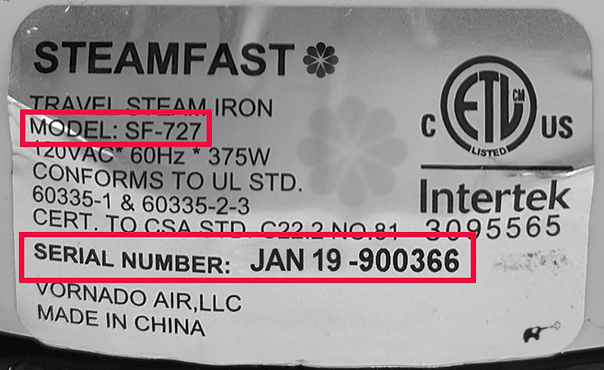 STEAMFAST
TRAVEL STEAM IRON
MODEL: SF-727
120VAC* 60Hz * 375W
CONFORMS TO UL STD.
60335-1 & 60335-2-3
CERT. TO CSA STD. C22.2 NO.81
SERIAL NUMBER: JAN 19 -900366
VORNADO AIR,LLC
MADE IN CHINA
C ETL CM US
LISTED
Intertek
3095565